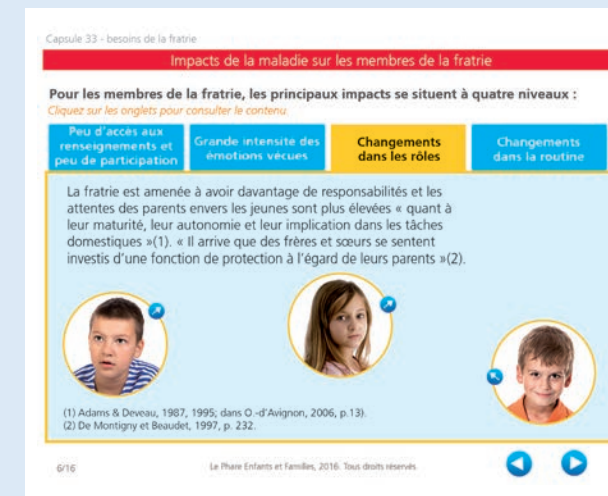 Capsule 33 - besoins de la fratrie
Impacts de la maladie sur les membres de la fratrie
Pour les membres de la fratrie, les principaux impacts se situent à quatre niveaux :
Cliquez sur les onglets pour consulter le contenu.
Peu d'accès aux
renseignements et
peu de participation
Grande intensite des
émotions vécues
Changements
dans les rôles
Changements
dans la routine
La fratrie est amenée à avoir davantage de responsabilités et les
attentes des parents envers les jeunes sont plus élevées « quant à
leur maturité, leur autonomie et leur implication dans les tâches
domestiques »(1). « Il arrive que des frères et sœurs se sentent
investis d'une fonction de protection à l'égard de leurs parents »(2).
(1) Adams & Deveau, 1987, 1995; dans O.-d'Avignon, 2006, p.13).
(2) De Montigny et Beaudet, 1997, p. 232.
6/16
Le Phare Enfants et Familles, 2016. Tous droits réservés